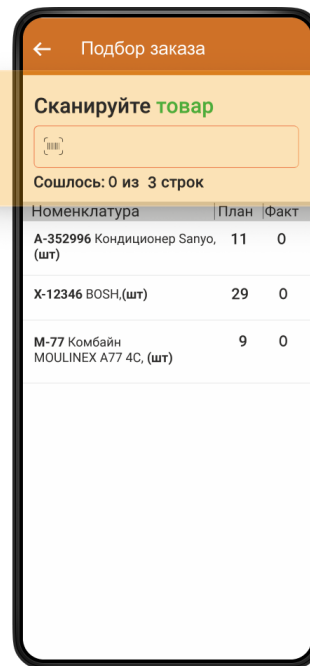 Подбор заказа
Сканируйте товар
Сошлось: 0 из 3 строк
Номенклатура План Факт
А-352996 Кондиционер Sanyo, 11 0
(шт)
Х-12346 BOSH,(шт) 29 0
М-77 Комбайн 9 0
MOULINEX A77 4C, (шт)